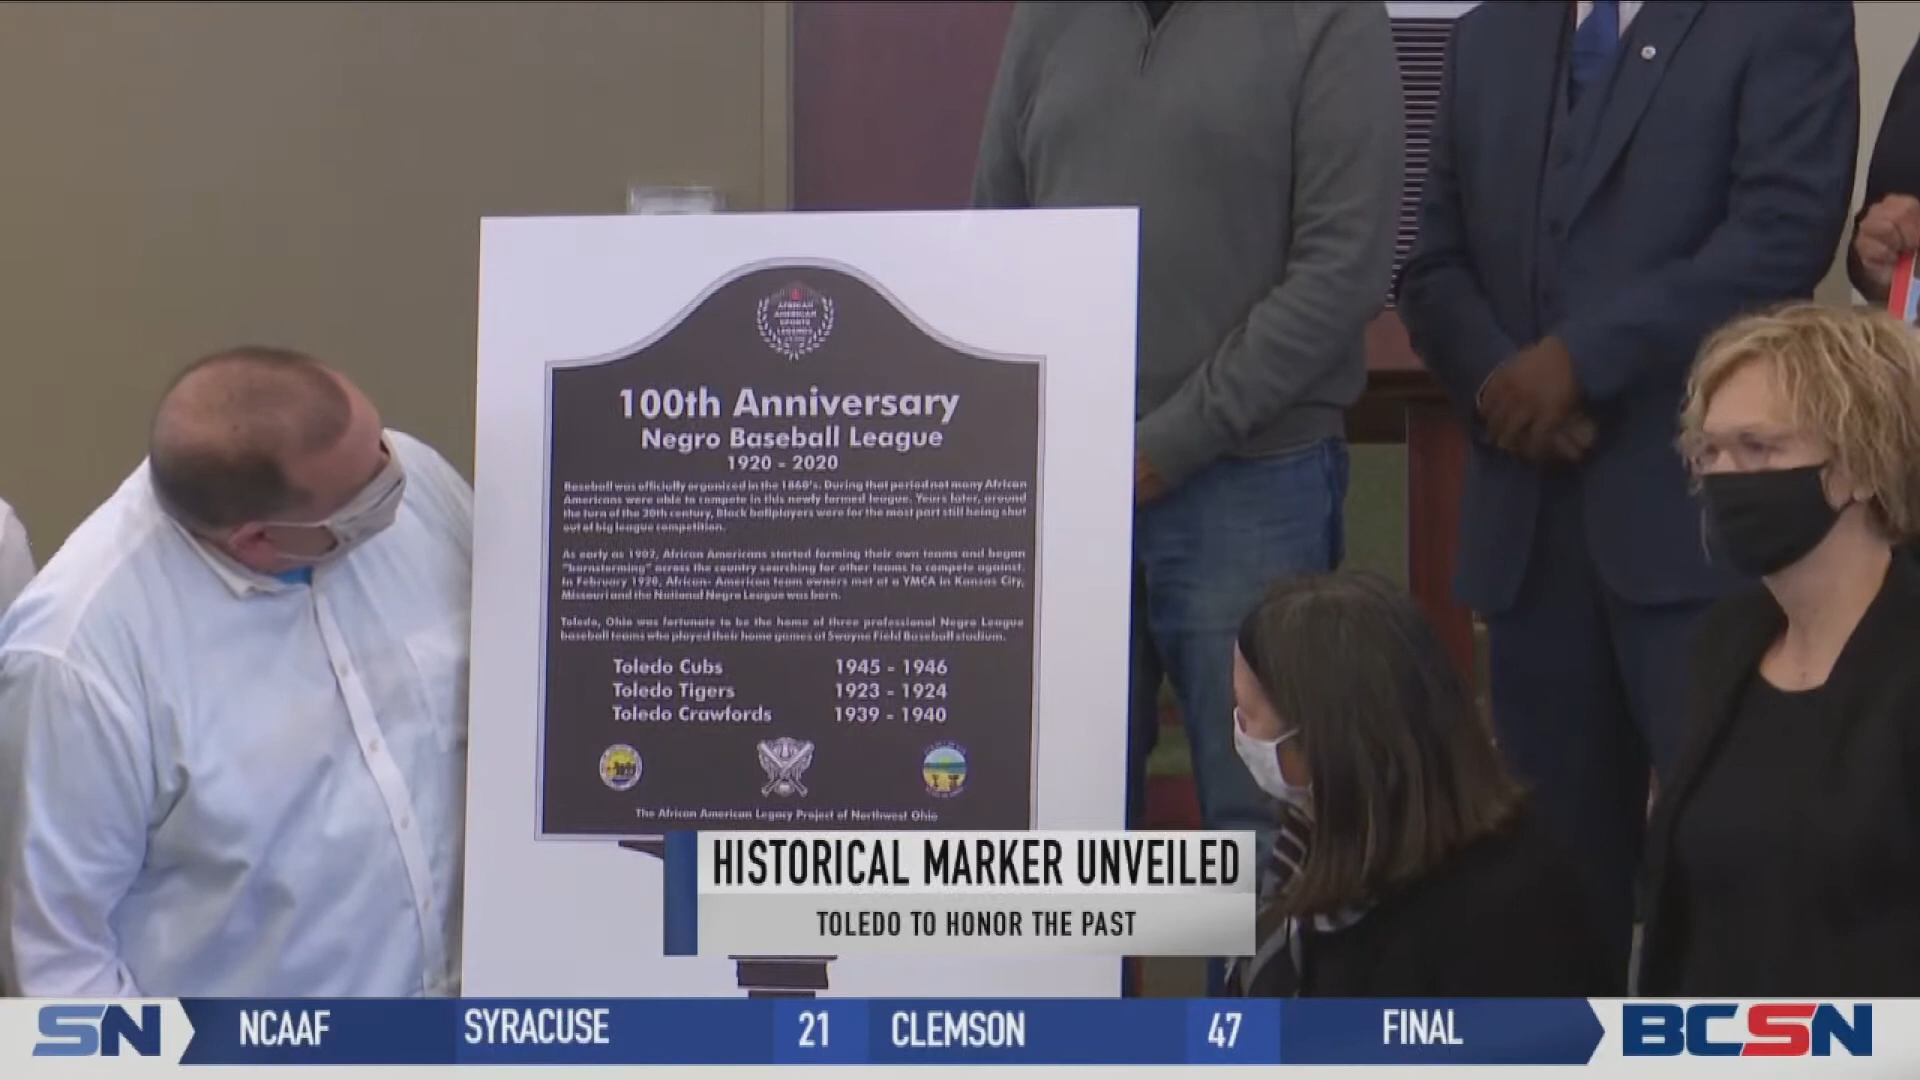 AFRICAN
AMERICAN
SPORTS
LEGENDS
100th Anniversary
Negro Baseball League
1920 - 2020
Baseball was officially organized in the 1860's. During that period not many African
Americans were able to compete in this newly formed league. Years later, around
the turn of the 20th century, Black ballplayers were for the most part still being shut
out of big league competition.
As early as 1902, African Americans started forming their own teams and began
"barnstorming" across the country searching for other teams to compete against.
In February 1920, African- American team owners met at a YMCA in Kansas City,
Missouri and the National Negro League was born.
Toledo, Ohio was fortunate to be the home of three professional Negro League
baseball teams who played their home games at Swayne Field Baseball stadium.
Toledo Cubs 1945 - 1946
Toledo Tigers 1923 - 1924
Toledo Crawfords 1939 - 1940
The African American Legacy Project of Northwest Ohio
HISTORICAL MARKER UNVEILED
TOLEDO TO HONOR THE PAST
SN NCAAF SYRACUSE 21 CLEMSON 47 FINAL BCSN